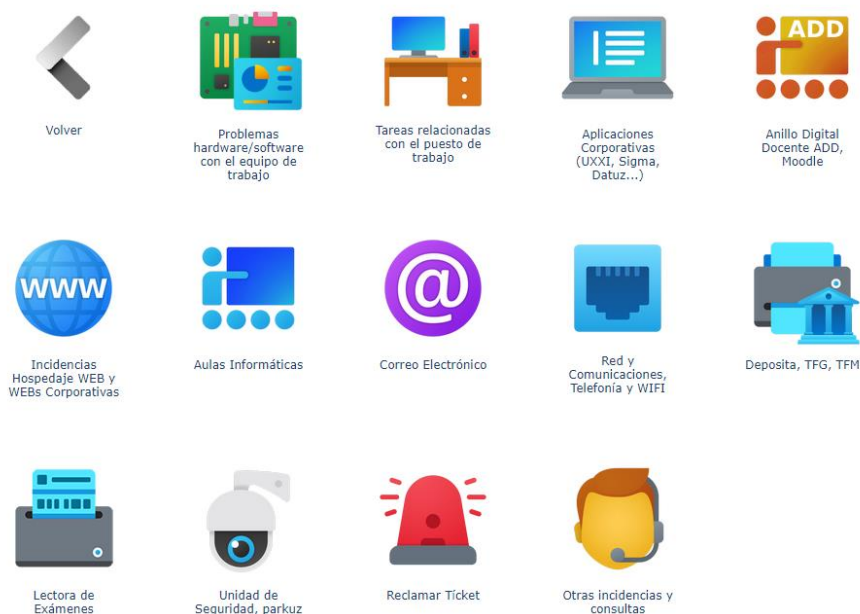 ADD
Volver
Problemas
hardware/software
con el equipo de
trabajo
Tareas relacionadas
con el puesto de
trabajo
Aplicaciones
Corporativas
(UXXI, Sigma,
Datuz...)
Anillo Digital
Docente ADD,
Moodle
WWW
@
Incidencias
Hospedaje WEB y
WEBs Corporativas
Aulas Informáticas
Correo Electrónico
Red y
Comunicaciones,
Telefonía y WIFI
Deposita, TFG, TFM
Lectora de
Exámenes
Unidad de
Seguridad, parkuz
Reclamar Tícket
Otras incidencias y
consultas